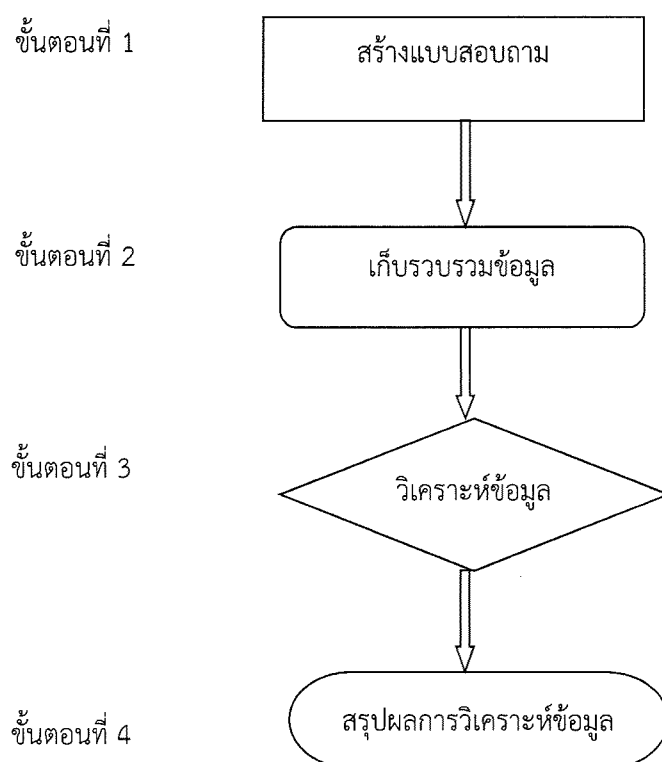 ขั้นตอนที่ 1
สร้างแบบสอบถาม
ขั้นตอนที่ 2
เก็บรวบรวมข้อมูล
ขั้นตอนที่ 3
วิเคราะห์ข้อมูล
ขั้นตอนที่ 4
สรุปผลการวิเคราะห์ข้อมูล